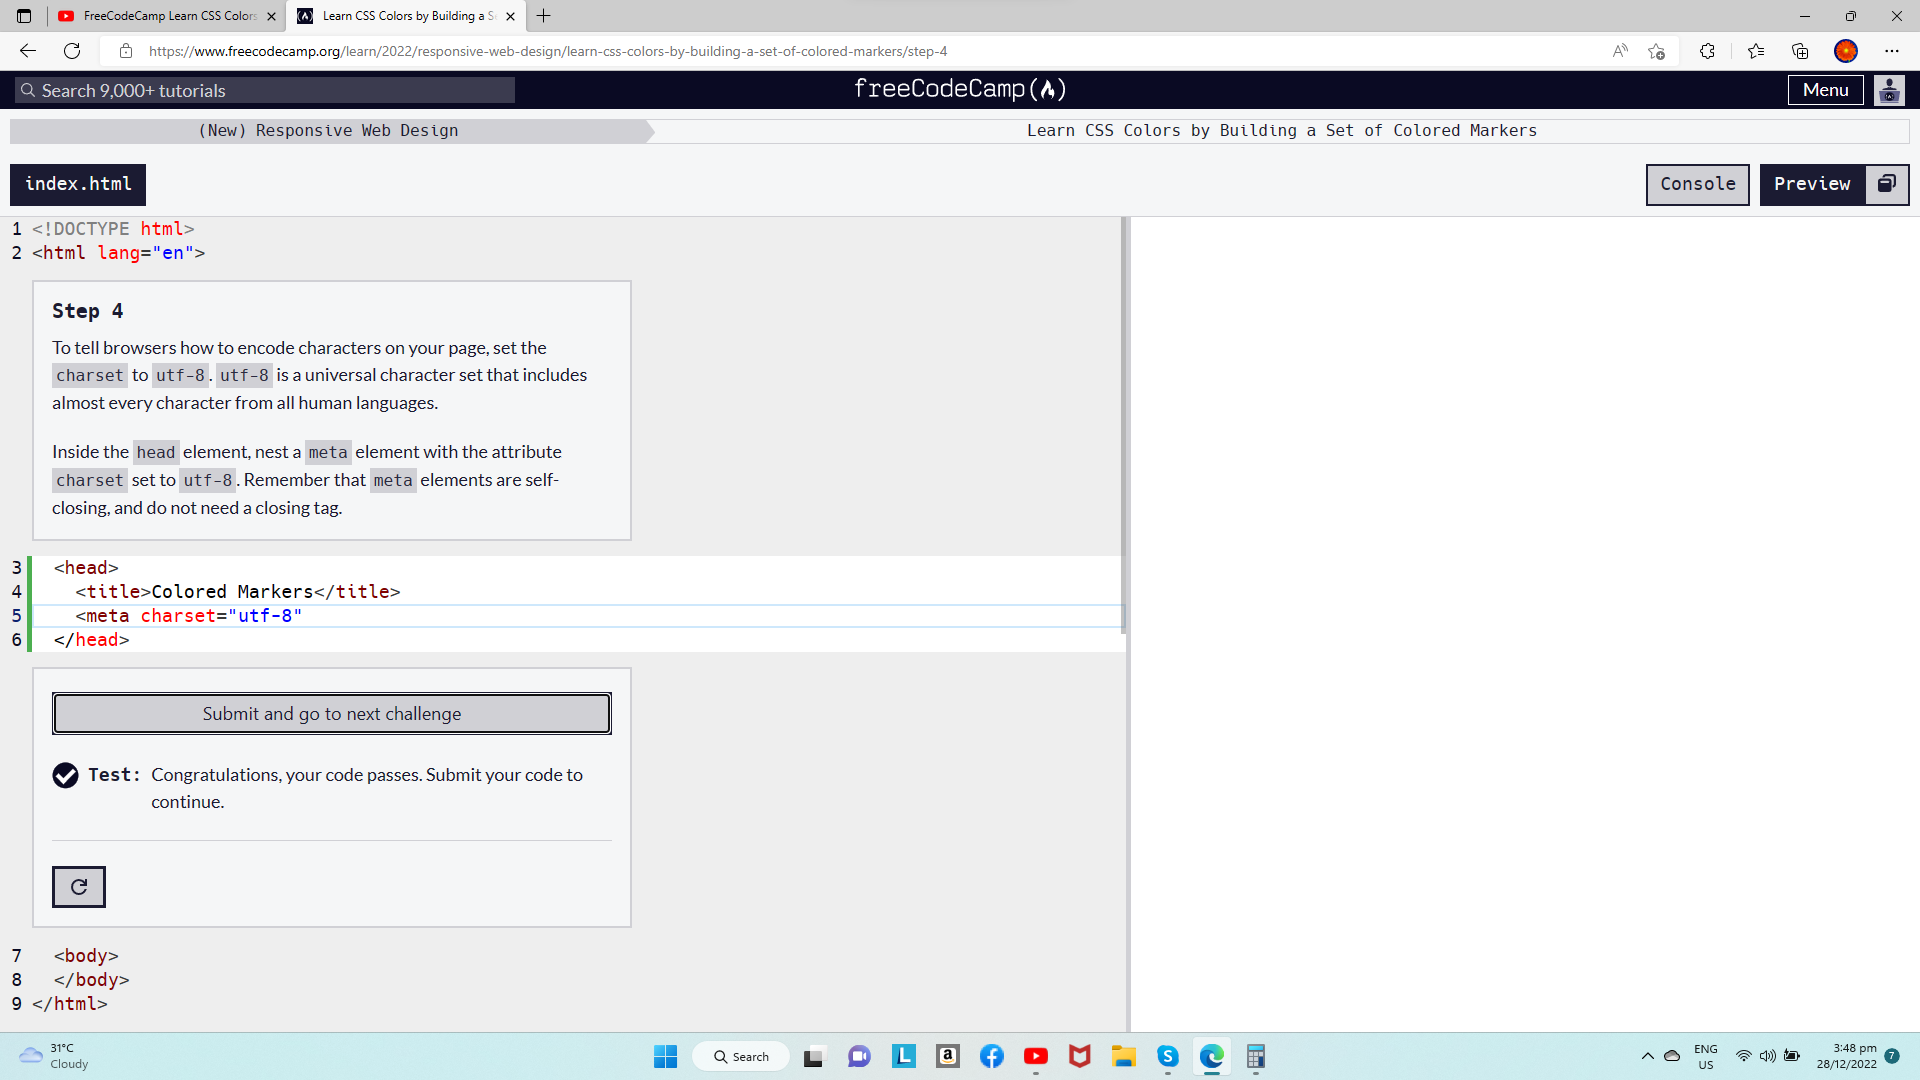 FreeCodeCamp Learn CSS Colors
Learn CSS Colors by Building a Se
https://www.freecodecamp.org/learn/2022/responsive-web-design/learn-css-colors-by-building-a-set-of-colored-markers/step-4
Search 9,000+ tutorials
freeCodeCamp
Menu
(New) Responsive Web Design
Learn CSS Colors by Building a Set of Colored Markers
index.html
Console
Preview
1 <!DOCTYPE html>
2 <html lang="en">
Step 4
To tell browsers how to encode characters on your page, set the
charset to utf-8. utf-8 is a universal character set that includes
almost every character from all human languages.
Inside the head element, nest a meta element with the attribute
charset set to utf-8. Remember that meta elements are self-
closing, and do not need a closing tag.
3 <head>
4 <title>Colored Markers</title>
5 <meta charset="utf-8"
6 </head>
Submit and go to next challenge
Test: Congratulations, your code passes. Submit your code to
continue.
7 <body>
8 </body>
9 </html>
31°C
Cloudy
Search
ENG
US
3:48 pm
28/12/2022
7